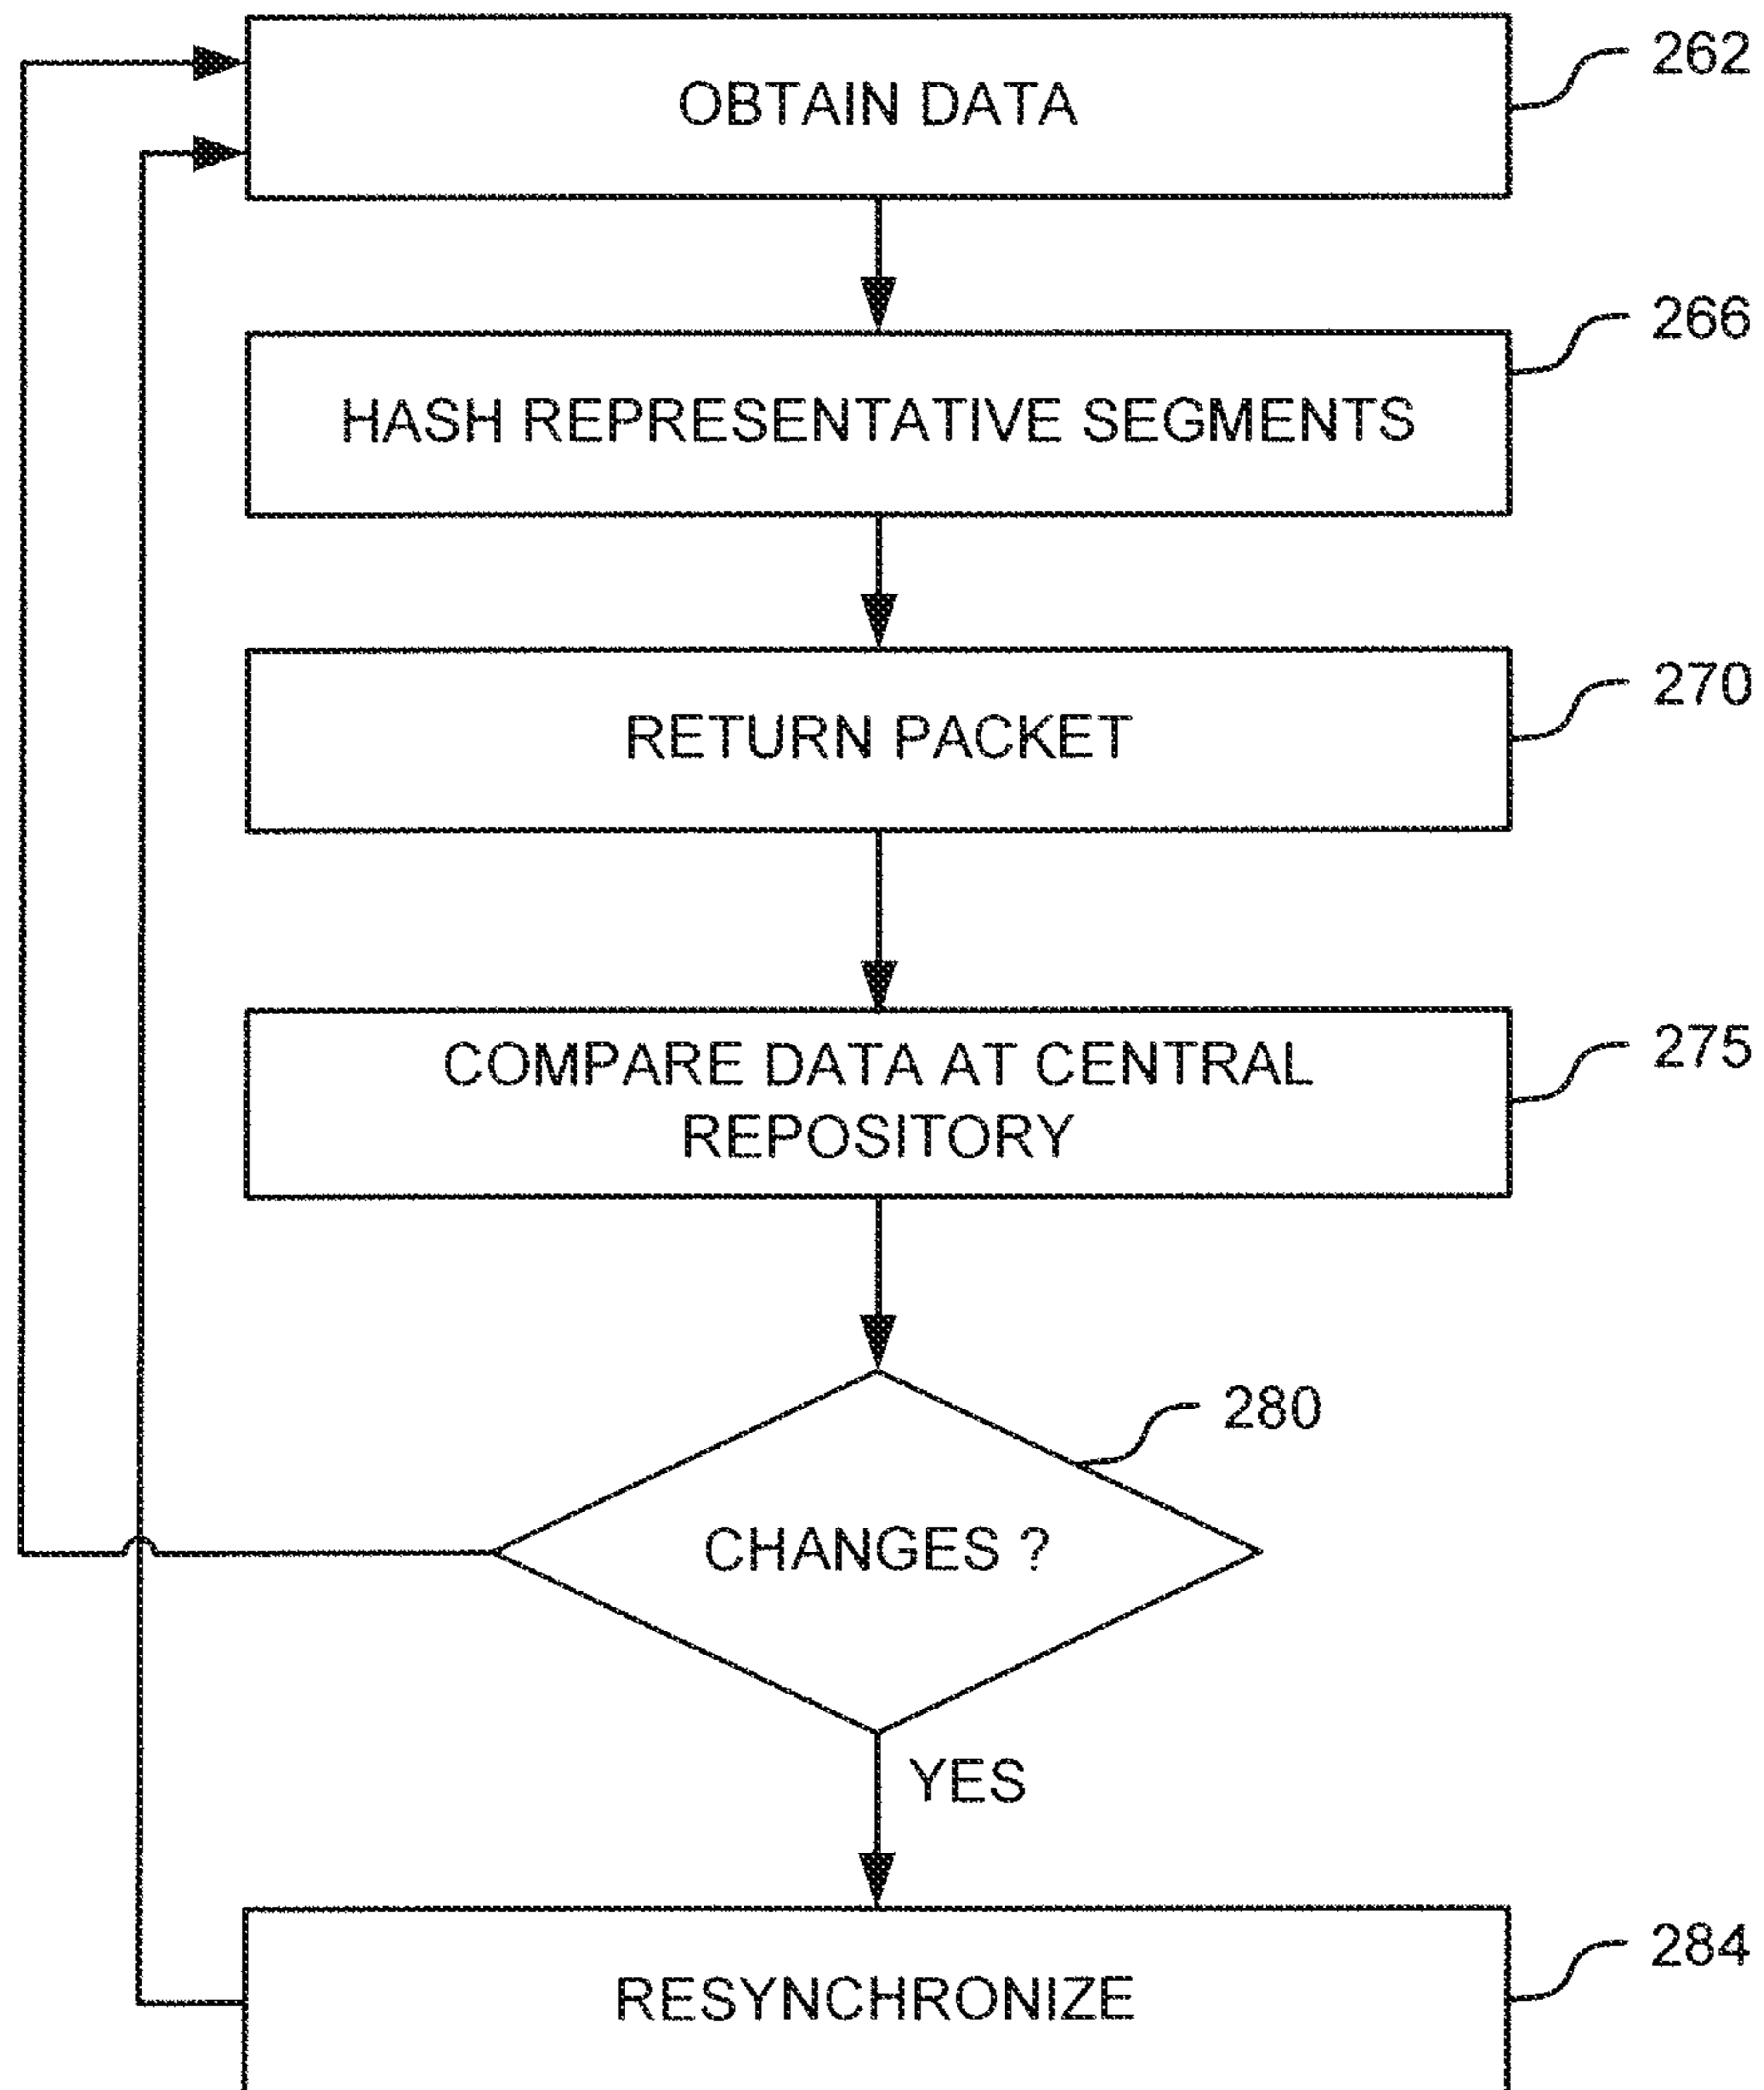 OBTAIN DATA
262
HASH REPRESENTATIVE SEGMENTS
266
RETURN PACKET
270
COMPARE DATA AT CENTRAL
REPOSITORY
275
280
CHANGES ?
YES
RESYNCHRONIZE
284